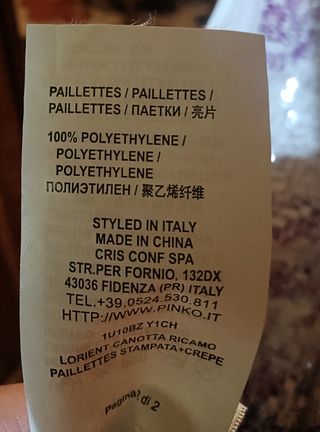 PAILLETTES / PAILLETTES /
PAILLETTES / ПАЕТКИ / 亮片
100% POLYETHYLENE /
POLYETHYLENE /
POLYETHYLENE
ПОЛИЭТИЛЕН / 聚乙烯纤维
STYLED IN ITALY
MADE IN CHINA
CRIS CONF SPA
STR.PER FORNIO, 132DX
43036 FIDENZA (PR) ITALY
TEL.+39.0524.530.811
HTTP://WWW.PINKO.IT
1U10BZ Y1CH
LORIENT CANOTTA RICAMO
PAILLETTES STAMPATA+CREPE
Pagina2 di 2